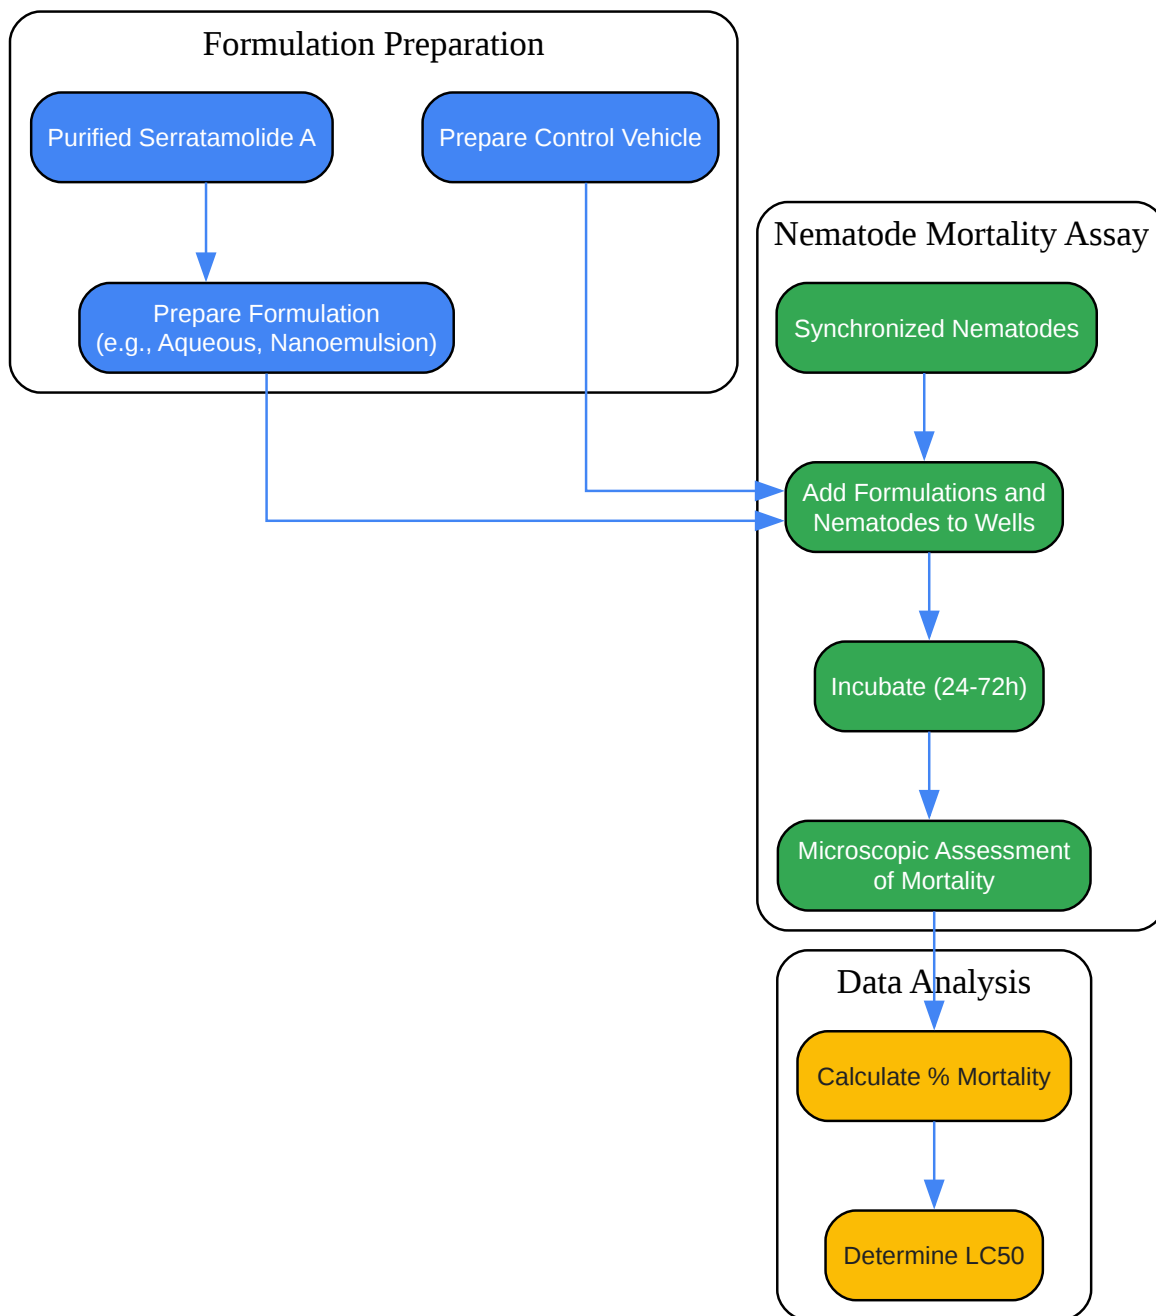 Formulation Preparation
Purified Serratamolide A
Prepare Control Vehicle
Prepare Formulation
(e.g., Aqueous, Nanoemulsion)
Nematode Mortality Assay
Synchronized Nematodes
Add Formulations and
Nematodes to Wells
Incubate (24-72h)
Microscopic Assessment
of Mortality
Data Analysis
Calculate % Mortality
Determine LC50